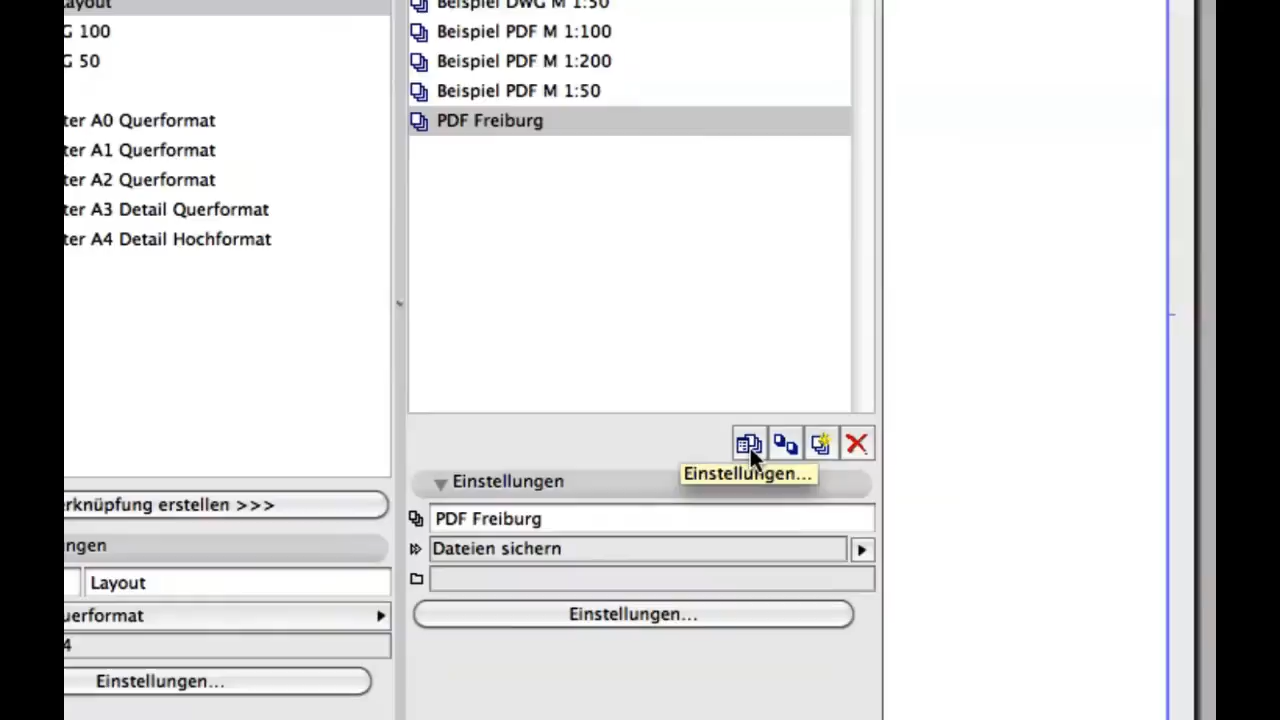 ayout
G 100
G 50
ter A0 Querformat
ter A1 Querformat
ter A2 Querformat
ter A3 Detail Querformat
ter A4 Detail Hochformat
erknüpfung erstellen >>>
ngen
Layout
uerformat
4
Einstellungen...
Beispiel DWG M 1:50
Beispiel PDF M 1:100
Beispiel PDF M 1:200
Beispiel PDF M 1:50
PDF Freiburg
Einstellungen...
Einstellungen
PDF Freiburg
Dateien sichern
Einstellungen...